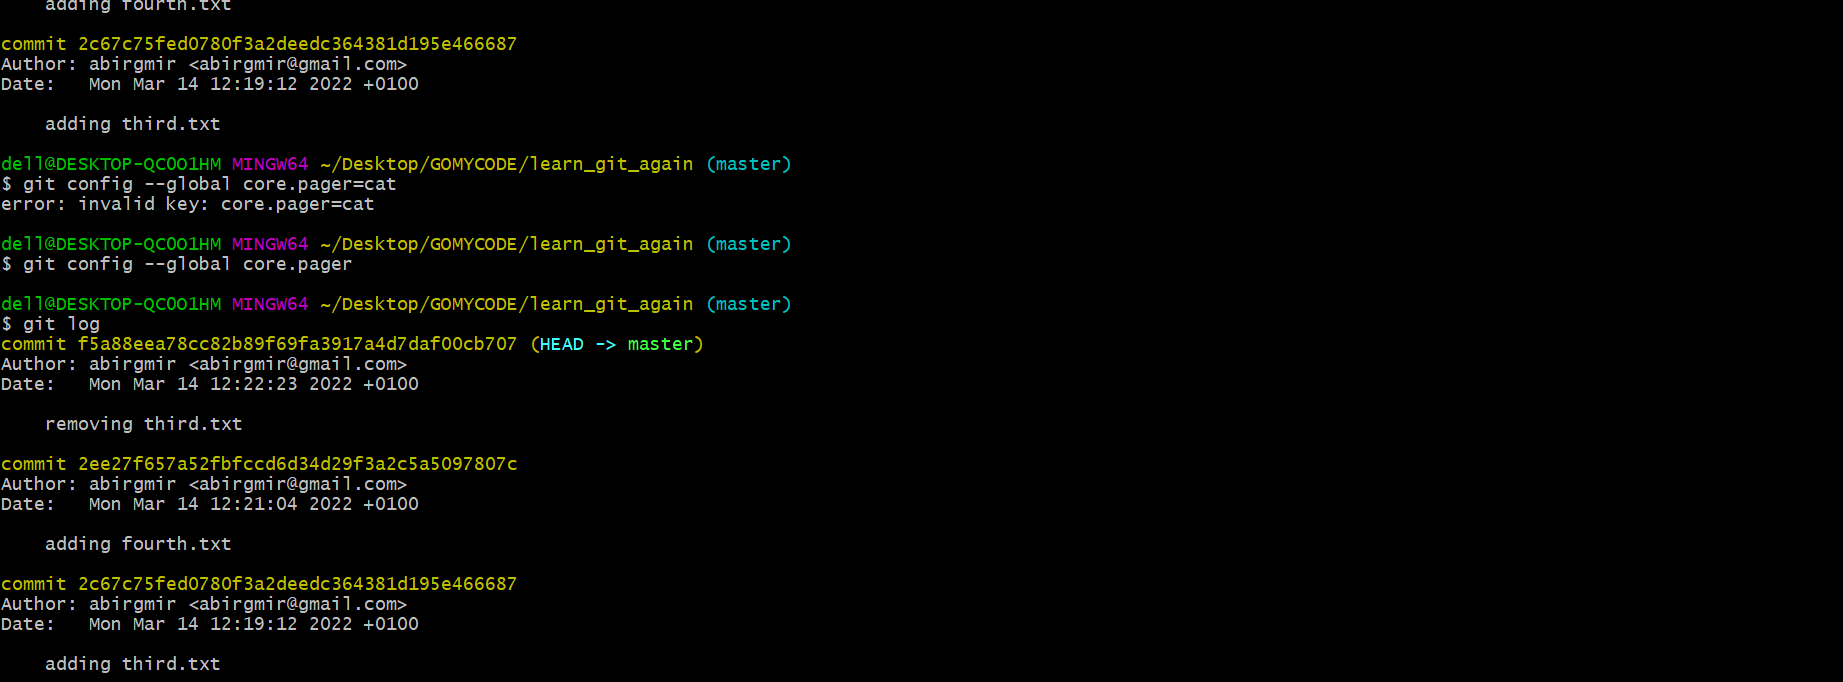 adding fourth.txt
commit 2c67c75fed0780f3a2deedc364381d195e466687
Author: abirgmir <abirgmir@gmail.com>
Date:   Mon Mar 14 12:19:12 2022 +0100
adding third.txt
dell@DESKTOP-QCOO1HM MINGW64 ~/Desktop/GOMYCODE/learn_git_again (master)
$ git config --global core.pager=cat
error: invalid key: core.pager=cat
dell@DESKTOP-QCOO1HM MINGW64 ~/Desktop/GOMYCODE/learn_git_again (master)
$ git config --global core.pager
dell@DESKTOP-QCOO1HM MINGW64 ~/Desktop/GOMYCODE/learn_git_again (master)
$ git log
commit f5a88eea78cc82b89f69fa3917a4d7daf00cb707 (HEAD -> master)
Author: abirgmir <abirgmir@gmail.com>
Date:   Mon Mar 14 12:22:23 2022 +0100
removing third.txt
commit 2ee27f657a52fbfccd6d34d29f3a2c5a5097807c
Author: abirgmir <abirgmir@gmail.com>
Date:   Mon Mar 14 12:21:04 2022 +0100
adding fourth.txt
commit 2c67c75fed0780f3a2deedc364381d195e466687
Author: abirgmir <abirgmir@gmail.com>
Date:   Mon Mar 14 12:19:12 2022 +0100
adding third.txt